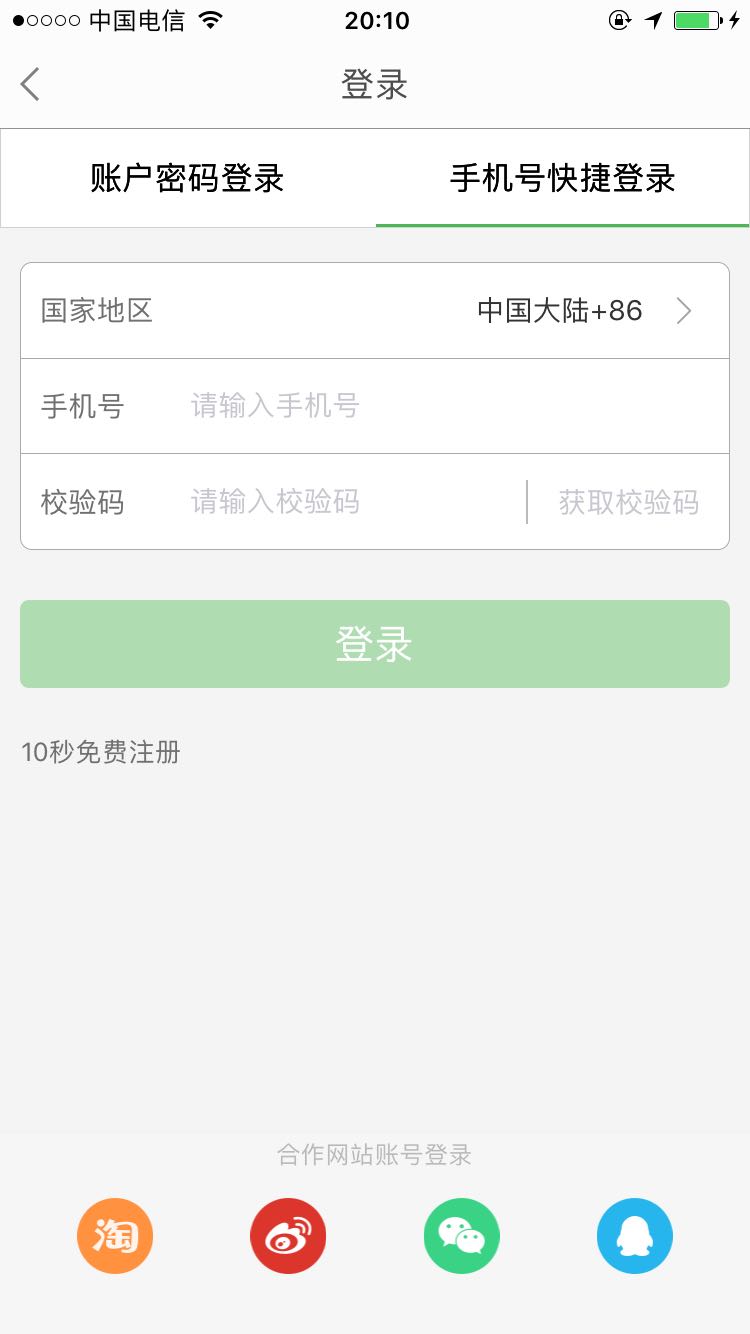 中国电信 20:10
登录
账户密码登录 手机号快捷登录
国家地区 中国大陆+86
手机号 请输入手机号
校验码 请输入校验码 获取校验码
登录
10秒免费注册
合作网站账号登录
淘